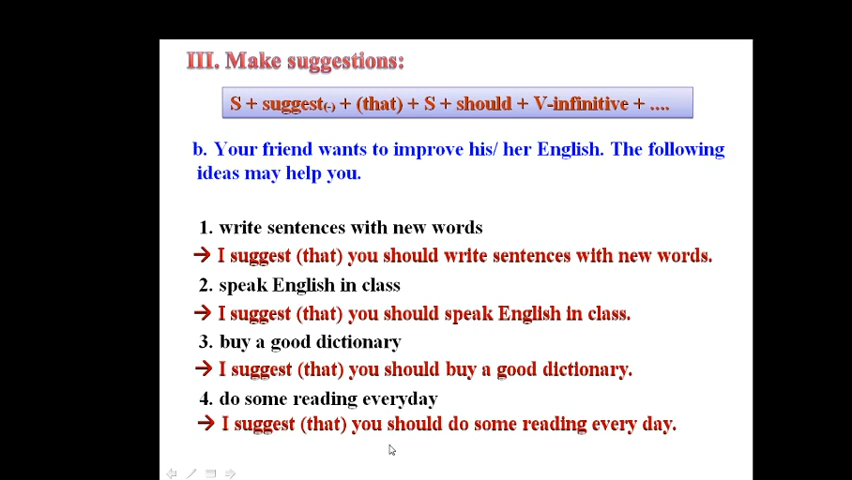 III. Make suggestions:
S + suggest(-) + (that) + S + should + V-infinitive + ....
b. Your friend wants to improve his/ her English. The following
ideas may help you.
1. write sentences with new words
→ I suggest (that) you should write sentences with new words.
2. speak English in class
→ I suggest (that) you should speak English in class.
3. buy a good dictionary
→ I suggest (that) you should buy a good dictionary.
4. do some reading everyday
→ I suggest (that) you should do some reading every day.